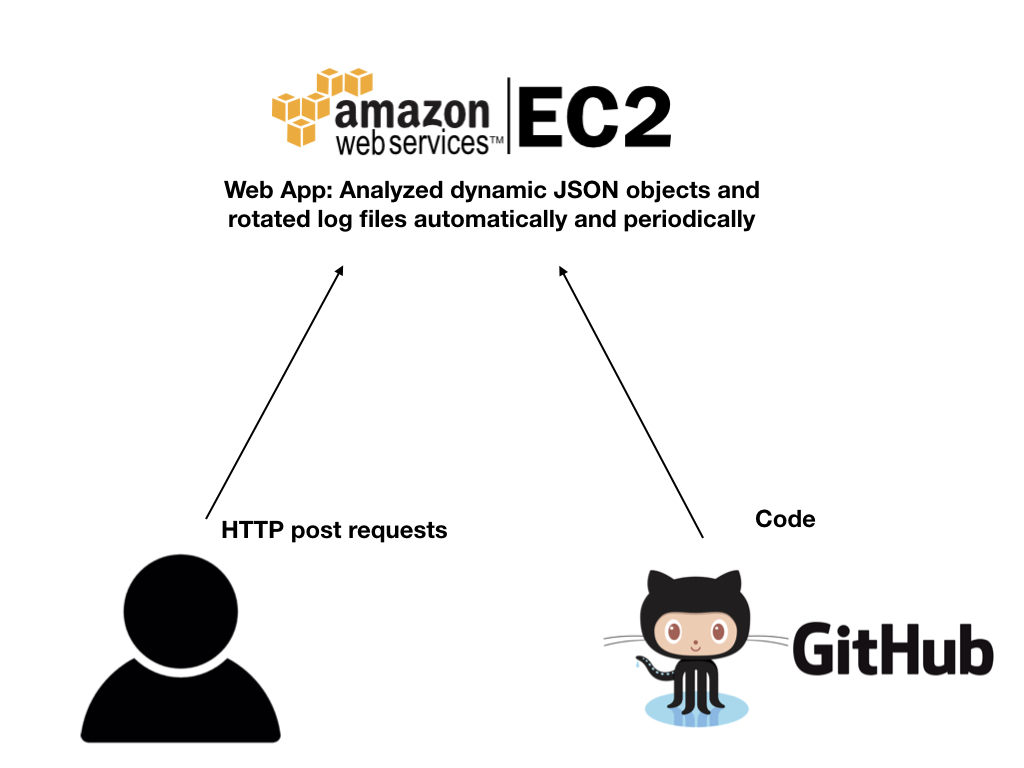 amazon
web services™
EC2
Web App: Analyzed dynamic JSON objects and
rotated log files automatically and periodically
HTTP post requests
Code
GitHub